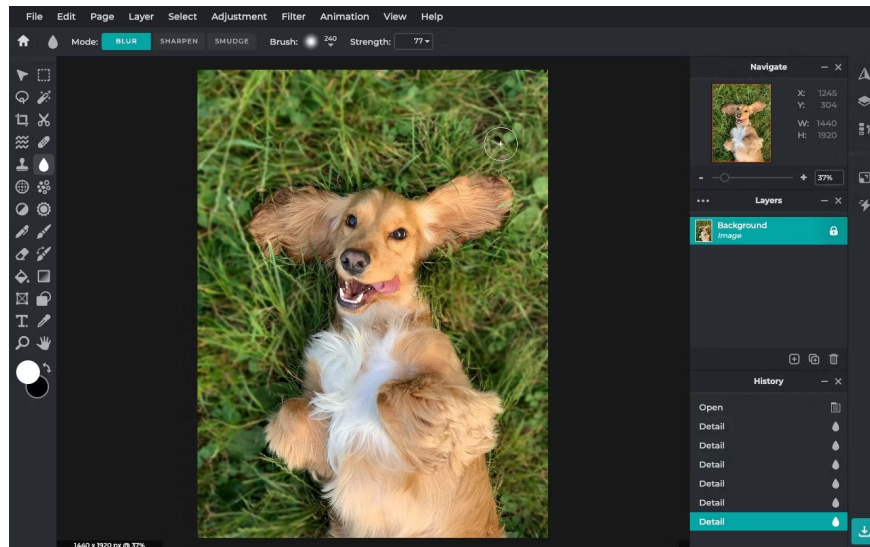 File Edit Page Layer Select Adjustment Filter Animation View Help
Mode: BLUR SHARPEN SMUDGE Brush: 240 Strength: 77
Navigate
X: 1245
Y: 304
W: 1440
H: 1920
- + 37%
Layers
Background
Image
History
Open
Detail
Detail
Detail
Detail
Detail
Detail
1440 x 1920 px @ 37%